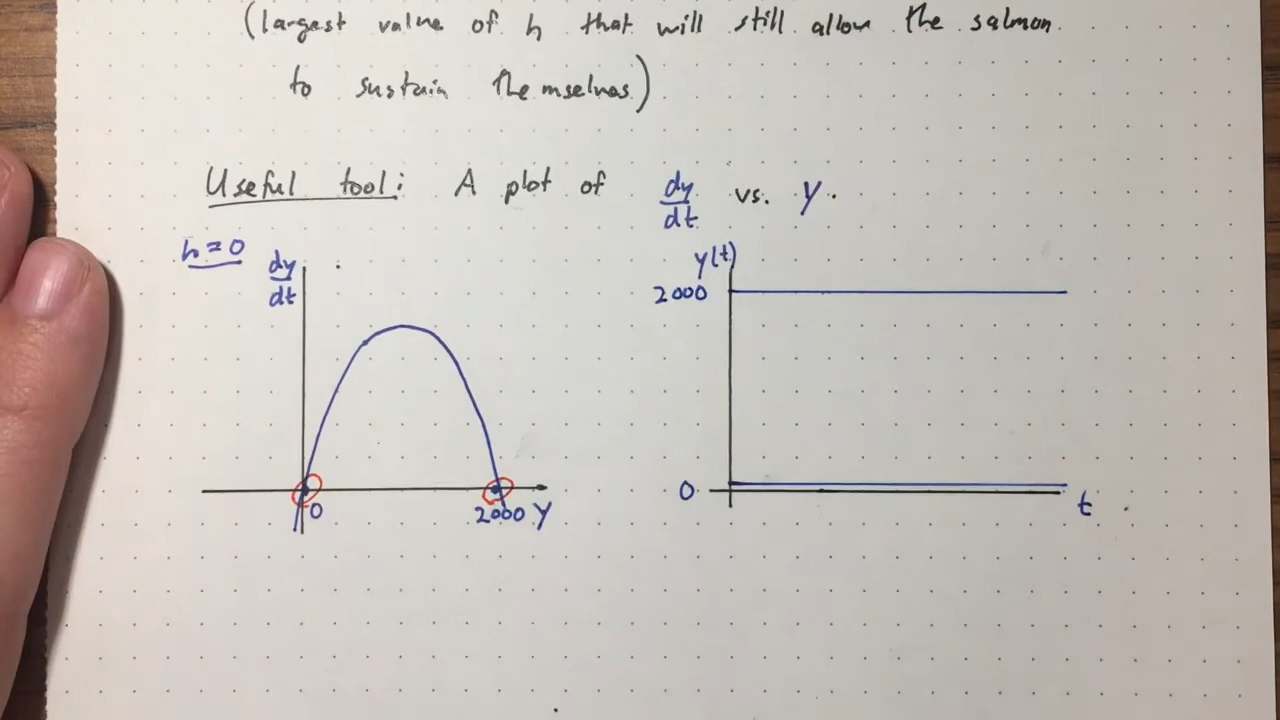 (largest value of h that will still allow the salmon
to sustain themselves)
Useful tool: A plot of dy/dt vs. y.
h = 0
dy/dt
0
2000 y
y(t)
2000
0
t